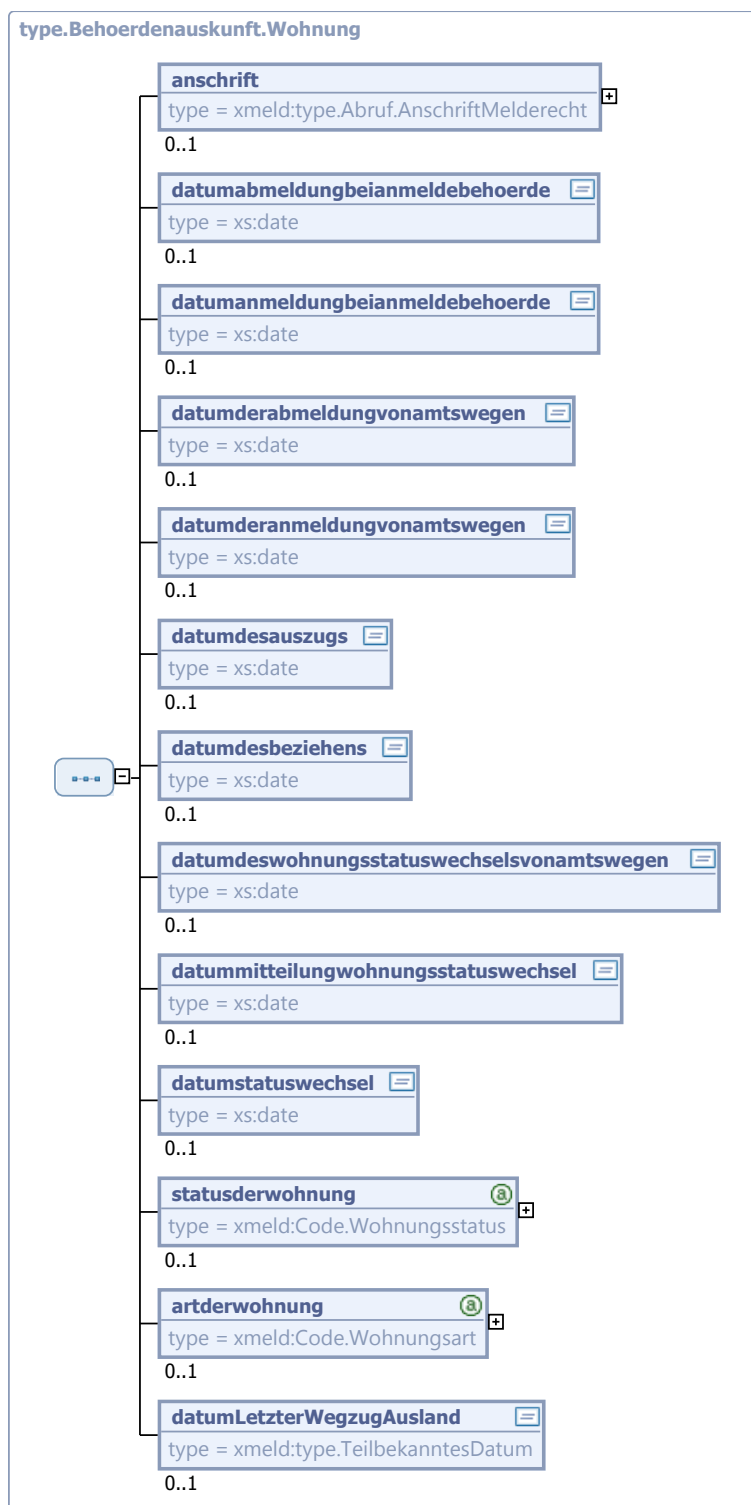 type.Behoerdenauskunft.Wohnung
anschrift
type = xmeld:type.Abruf.AnschriftMelderecht
0..1
datumabmeldungbeianmeldebehoerde
type = xs:date
0..1
datumanmeldungbeianmeldebehoerde
type = xs:date
0..1
datumderabmeldungvonamtswegen
type = xs:date
0..1
datumderanmeldungvonamtswegen
type = xs:date
0..1
datumdesauszugs
type = xs:date
0..1
datumdesbeziehens
type = xs:date
0..1
datumdeswohnungsstatuswechselsvonamtswegen
type = xs:date
0..1
datummitteilungwohnungsstatuswechsel
type = xs:date
0..1
datumstatuswechsel
type = xs:date
0..1
statusderwohnung a
type = xmeld:Code.Wohnungsstatus
0..1
artderwohnung a
type = xmeld:Code.Wohnungsart
0..1
datumLetzterWegzugAusland
type = xmeld:type.TeilbekanntesDatum
0..1